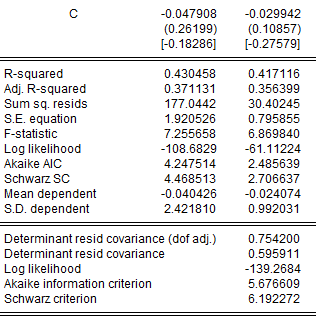 C -0.047908 -0.029942
(0.26199) (0.10857)
[-0.18286] [-0.27579]
R-squared 0.430458 0.417116
Adj. R-squared 0.371131 0.356399
Sum sq. resids 177.0442 30.40245
S.E. equation 1.920526 0.795855
F-statistic 7.255658 6.869840
Log likelihood -108.6829 -61.11224
Akaike AIC 4.247514 2.485639
Schwarz SC 4.468513 2.706637
Mean dependent -0.040426 -0.024074
S.D. dependent 2.421810 0.992031
Determinant resid covariance (dof adj.) 0.754200
Determinant resid covariance 0.595911
Log likelihood -139.2684
Akaike information criterion 5.676609
Schwarz criterion 6.192272